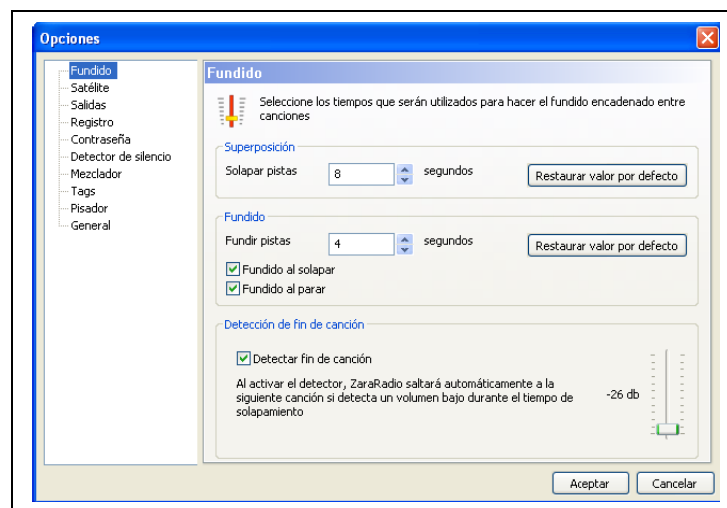 Opciones
Fundido
Satélite
Salidas
Registro
Contraseña
Detector de silencio
Mezclador
Tags
Pisador
General
Fundido
Seleccione los tiempos que serán utilizados para hacer el fundido encadenado entre
canciones
Superposición
Solapar pistas 8 segundos Restaurar valor por defecto
Fundido
Fundir pistas 4 segundos Restaurar valor por defecto
Fundido al solapar
Fundido al parar
Detección de fin de canción
Detectar fin de canción
Al activar el detector, ZaraRadio saltará automáticamente a la
siguiente canción si detecta un volumen bajo durante el tiempo de
solapamiento
-26 db
Aceptar Cancelar